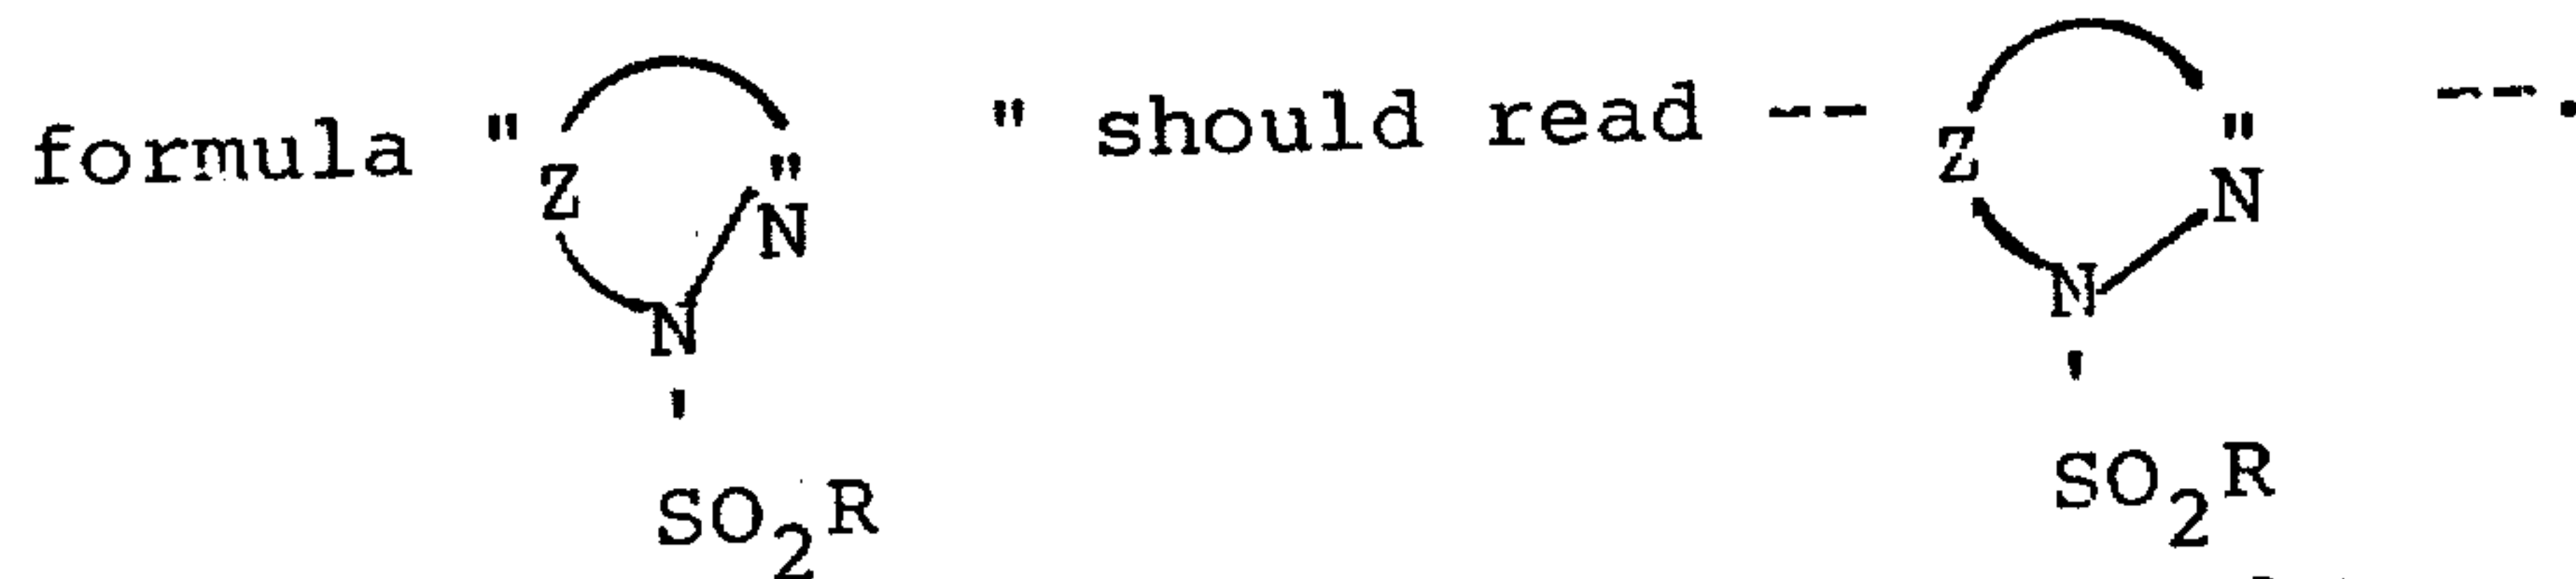 formula " Z " N " should read -- Z " N --.
N N
' '
SO2R SO2R